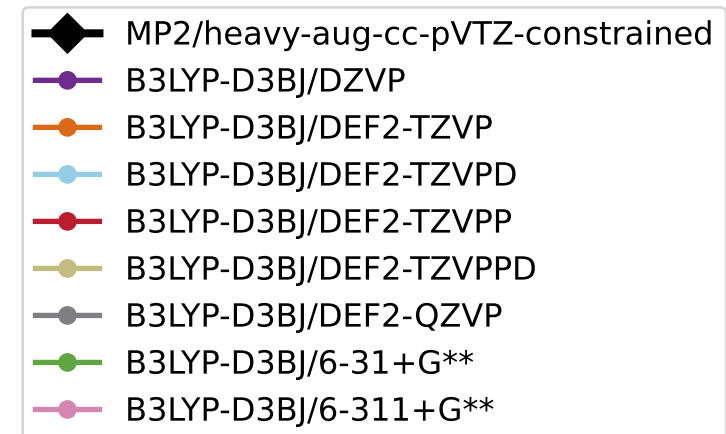 MP2/heavy-aug-cc-pVTZ-constrained
B3LYP-D3BJ/DZVP
B3LYP-D3BJ/DEF2-TZVP
B3LYP-D3BJ/DEF2-TZVPD
B3LYP-D3BJ/DEF2-TZVPP
B3LYP-D3BJ/DEF2-TZVPPD
B3LYP-D3BJ/DEF2-QZVP
B3LYP-D3BJ/6-31+G**
B3LYP-D3BJ/6-311+G**